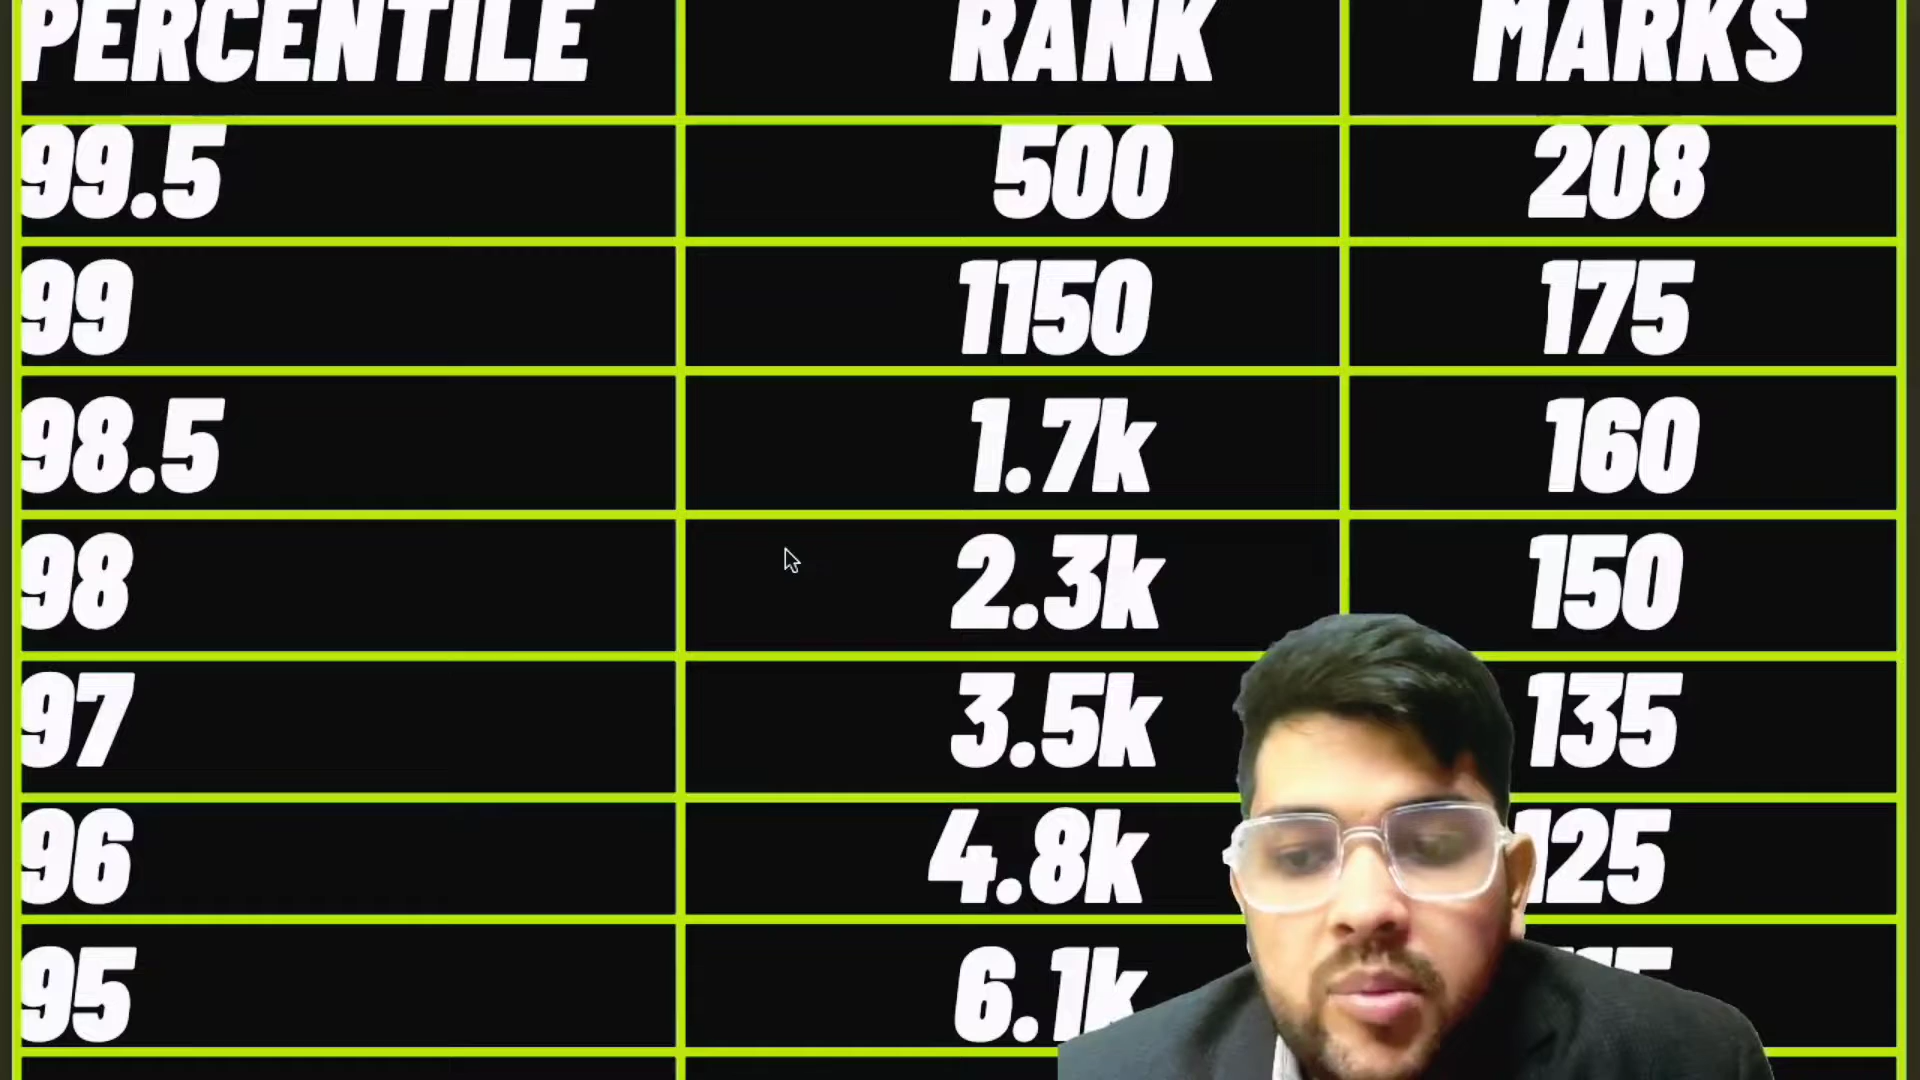 PERCENTILE RANK MARKS
99.5 500 208
99 1150 175
98.5 1.7k 160
98 2.3k 150
97 3.5k 135
96 4.8k 125
95 6.1k